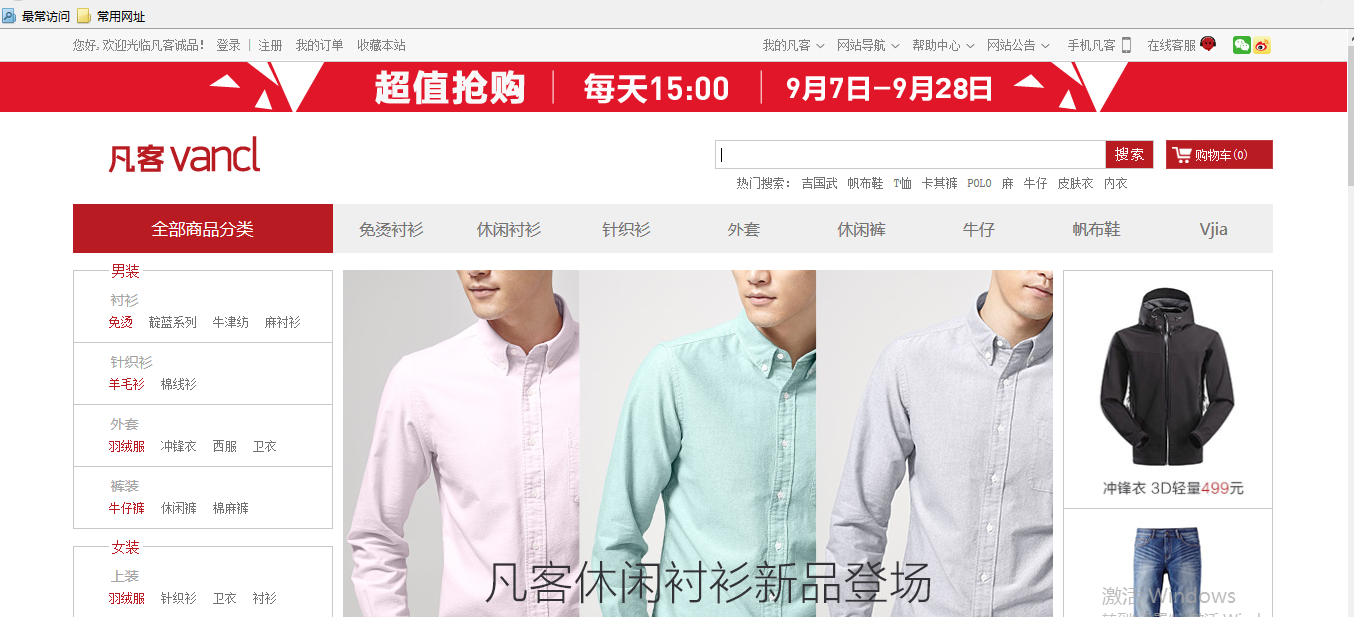 最常访问 常用网址
您好,欢迎光临凡客诚品! 登录 | 注册 我的订单 收藏本站 我的凡客 网站导航 帮助中心 网站公告 手机凡客 在线客服
超值抢购 | 每天15:00 | 9月7日-9月28日
凡客 vancl
搜索 购物车(0)
热门搜索: 吉国武 帆布鞋 T恤 卡其裤 POLO 麻 牛仔 皮肤衣 内衣
全部商品分类 免烫衬衫 休闲衬衫 针织衫 外套 休闲裤 牛仔 帆布鞋 Vjia
男装
衬衫
免烫 靛蓝系列 牛津纺 麻衬衫
针织衫
羊毛衫 棉线衫
外套
羽绒服 冲锋衣 西服 卫衣
裤装
牛仔裤 休闲裤 棉麻裤
女装
上装
羽绒服 针织衫 卫衣 衬衫
凡客休闲衬衫新品登场
冲锋衣 3D轻量499元
激活 Windows